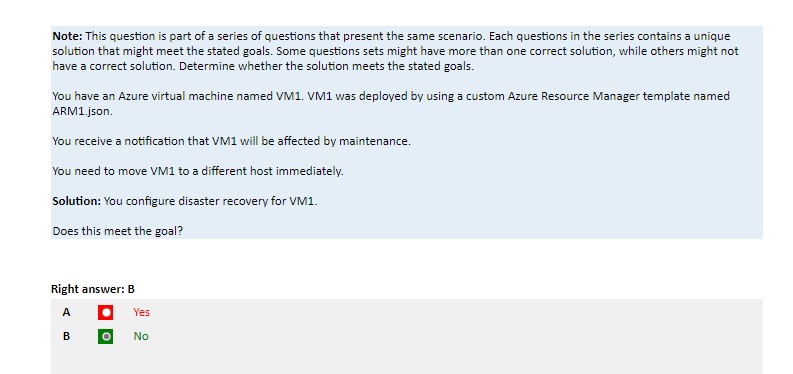 Note: This question is part of a series of questions that present the same scenario. Each questions in the series contains a unique
solution that might meet the stated goals. Some questions sets might have more than one correct solution, while others might not
have a correct solution. Determine whether the solution meets the stated goals.
You have an Azure virtual machine named VM1. VM1 was deployed by using a custom Azure Resource Manager template named
ARM1.json.
You receive a notification that VM1 will be affected by maintenance.
You need to move VM1 to a different host immediately.
Solution: You configure disaster recovery for VM1.
Does this meet the goal?
Right answer: B
A Yes
B No